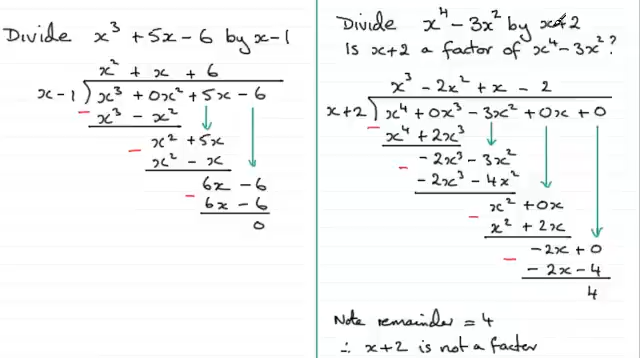 Divide x³ + 5x - 6 by x - 1
x² + x + 6
x - 1 ) x³ + 0x² + 5x - 6
- x³ - x²
x² + 5x
- x² - x
6x - 6
- 6x - 6
0
Divide x⁴ - 3x² by x+2
Is x+2 a factor of x⁴ - 3x²?
x³ - 2x² + x - 2
x+2 ) x⁴ + 0x³ - 3x² + 0x + 0
- x⁴ + 2x³
-2x³ - 3x²
- -2x³ - 4x²
x² + 0x
- x² + 2x
-2x + 0
- -2x - 4
4
Note remainder = 4
∴ x+2 is not a factor